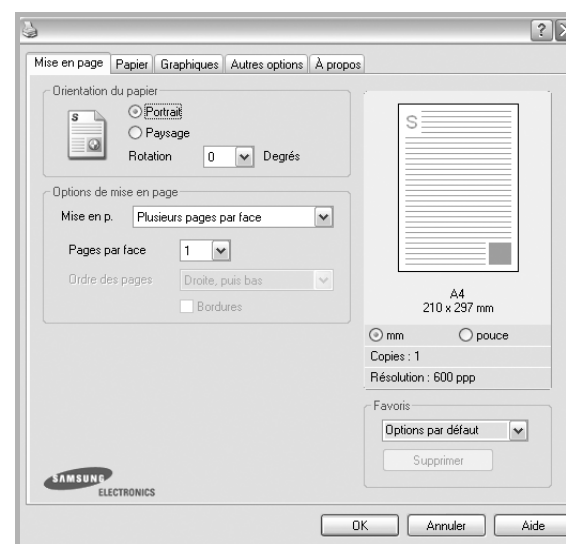 Mise en page Papier Graphiques Autres options À propos
Orientation du papier
S
Portrait
Paysage
Rotation 0 Degrés
Options de mise en page
Mise en p. Plusieurs pages par face
Pages par face 1
Ordre des pages Droite, puis bas
Bordures
S
A4
210 x 297 mm
mm pouce
Copies : 1
Résolution : 600 ppp
Favoris
Options par défaut
Supprimer
SAMSUNG
ELECTRONICS
OK Annuler Aide